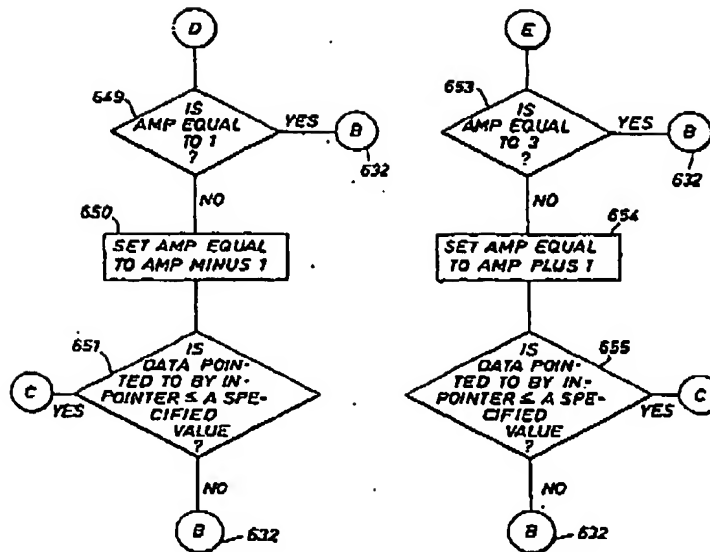 D
649
IS
AMP EQUAL
TO 1
?
YES
B
632
NO
650
SET AMP EQUAL
TO AMP MINUS 1
651
IS
DATA POIN-
TED TO BY IN-
POINTER ≤ A SPE-
CIFIED
VALUE
?
C
YES
NO
B
632
E
653
IS
AMP EQUAL
TO 3
?
YES
B
632
NO
654
SET AMP EQUAL
TO AMP PLUS 1
655
IS
DATA POIN-
TED TO BY IN-
POINTER ≤ A SPE-
CIFIED
VALUE
?
YES
C
NO
B
632